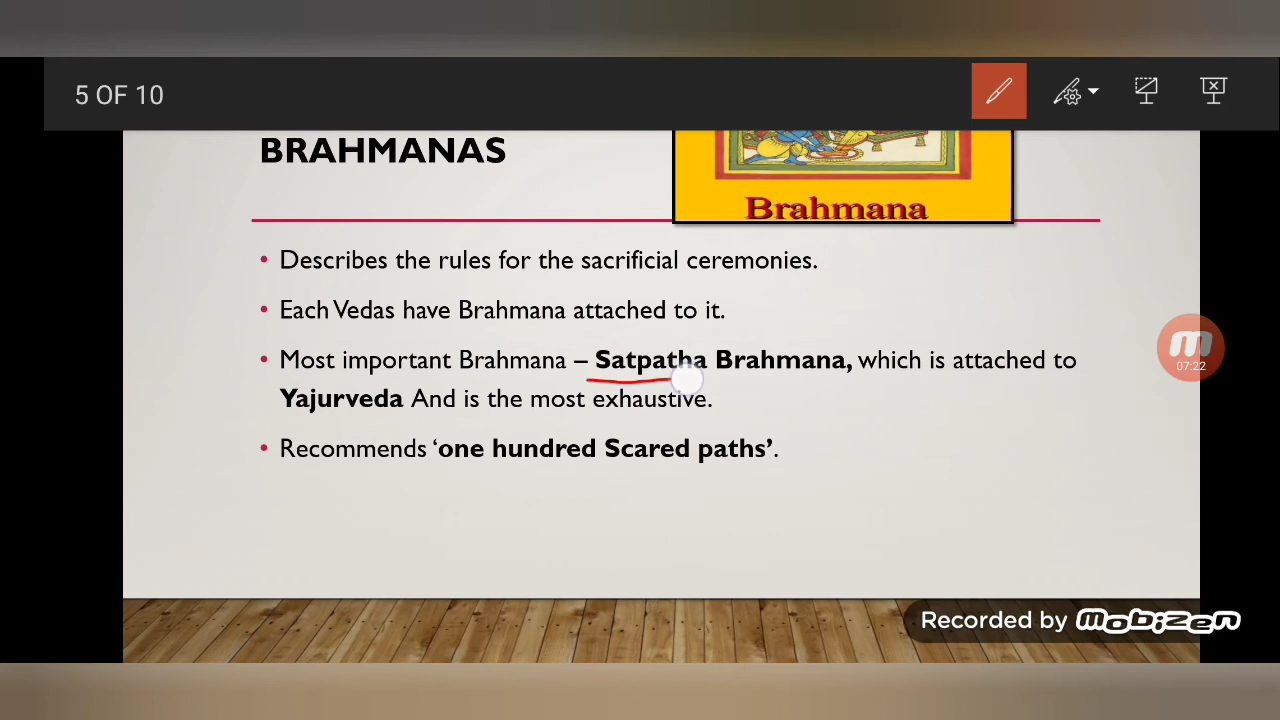 5 OF 10
BRAHMANAS
Brahmana
• Describes the rules for the sacrificial ceremonies.
• Each Vedas have Brahmana attached to it.
• Most important Brahmana – Satpatha Brahmana, which is attached to
Yajurveda And is the most exhaustive.
• Recommends ‘one hundred Scared paths’.
07:22
Recorded by mobizen